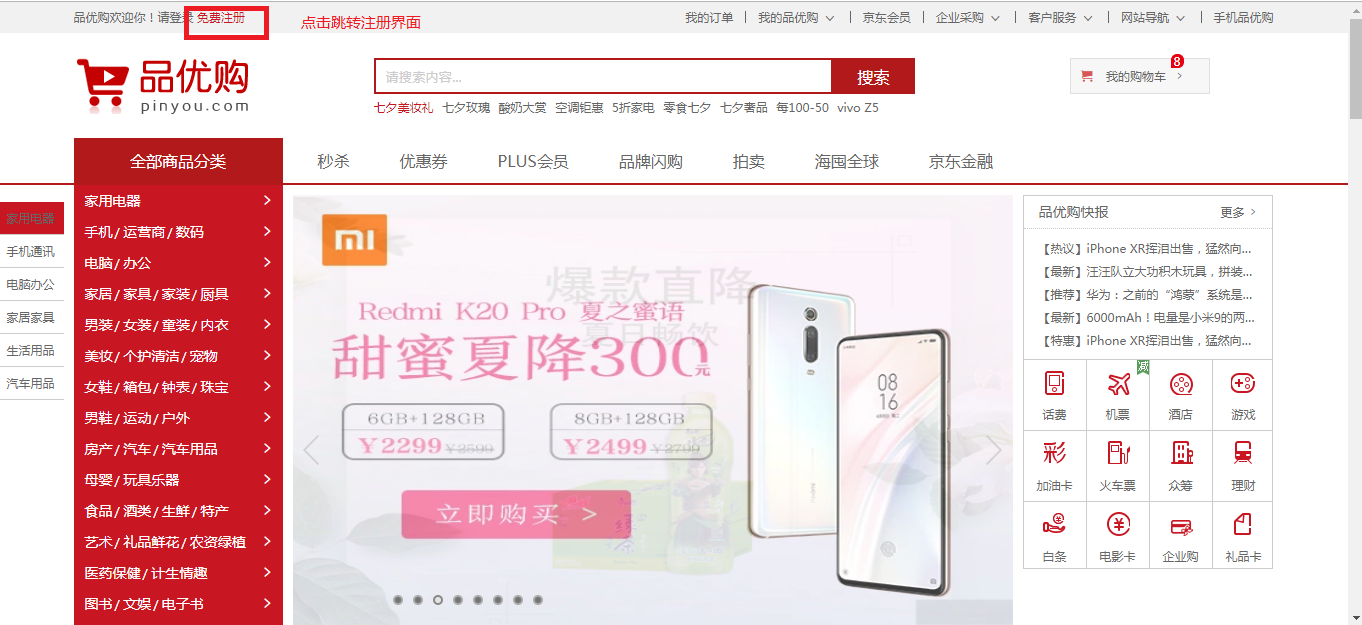 品优购欢迎你！请登录 免费注册
点击跳转注册界面
我的订单
我的品优购
京东会员
企业采购
客户服务
网站导航
手机品优购
品优购
pinyou.com
请搜索内容...
搜索
8
我的购物车
七夕美妆礼 七夕玫瑰 酸奶大赏 空调钜惠 5折家电 零食七夕 七夕奢品 每100-50 vivo Z5
全部商品分类
秒杀
优惠券
PLUS会员
品牌闪购
拍卖
海囤全球
京东金融
家用电器
手机通讯
电脑办公
家居家具
生活用品
汽车用品
家用电器
手机 / 运营商 / 数码
电脑 / 办公
家居 / 家具 / 家装 / 厨具
男装 / 女装 / 童装 / 内衣
美妆 / 个护清洁 / 宠物
女鞋 / 箱包 / 钟表 / 珠宝
男鞋 / 运动 / 户外
房产 / 汽车 / 汽车用品
母婴 / 玩具乐器
食品 / 酒类 / 生鲜 / 特产
艺术 / 礼品鲜花 / 农资绿植
医药保健 / 计生情趣
图书 / 文娱 / 电子书
爆款直降
Redmi K20 Pro 夏之蜜语
夏日畅饮
甜蜜夏降300元
6GB+128GB
￥2299 ￥2599
8GB+128GB
￥2499 ￥2799
立即购买 >
08
16
品优购快报
更多
【热议】iPhone XR挥泪出售，猛然向...
【最新】汪汪队立大功积木玩具，拼装...
【推荐】华为：之前的“鸿蒙”系统是...
【最新】6000mAh！电量是小米9的两...
【特惠】iPhone XR挥泪出售，猛然向...
减
话费
机票
酒店
游戏
彩
加油卡
火车票
众筹
理财
白条
电影卡
企业购
礼品卡